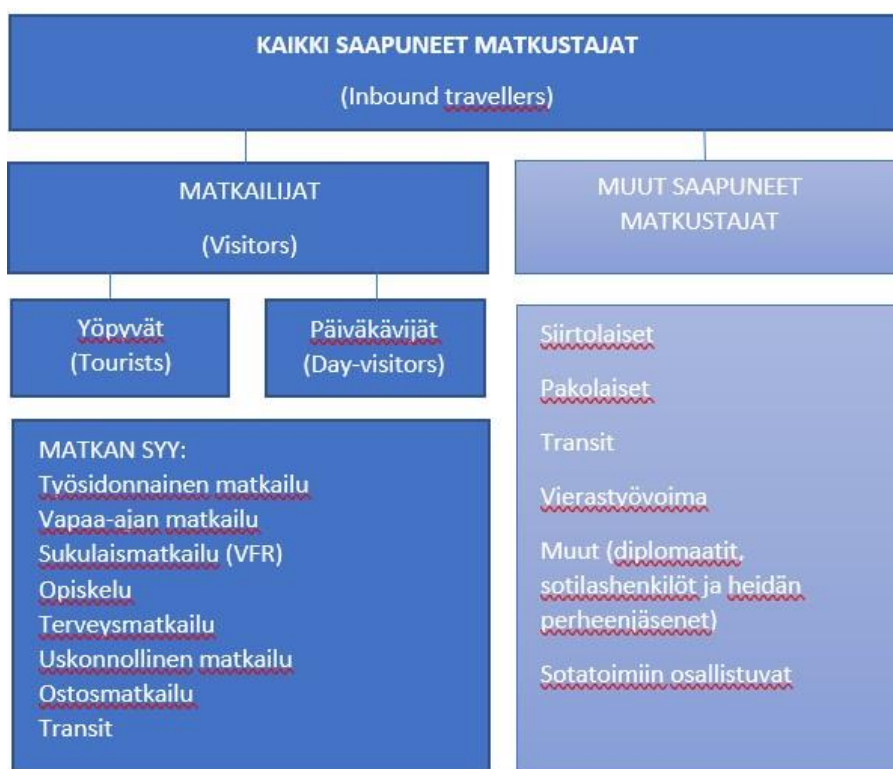 KAIKKI SAAPUNEET MATKUSTAJAT
(Inbound travellers)
MATKAILIJAT
(Visitors)
MUUT SAAPUNEET
MATKUSTAJAT
Yöpyvät
(Tourists)
Päiväkävijät
(Day-visitors)
MATKAN SYY:
Työsidonnainen matkailu
Vapaa-ajan matkailu
Sukulaismatkailu (VFR)
Opiskelu
Terveysmatkailu
Uskonnollinen matkailu
Ostosmatkailu
Transit
Siirtolaiset
Pakolaiset
Transit
Vierastyövoima
Muut (diplomaatit,
sotilashenkilöt ja heidän
perheenjäsenet)
Sotatoimiin osallistuvat